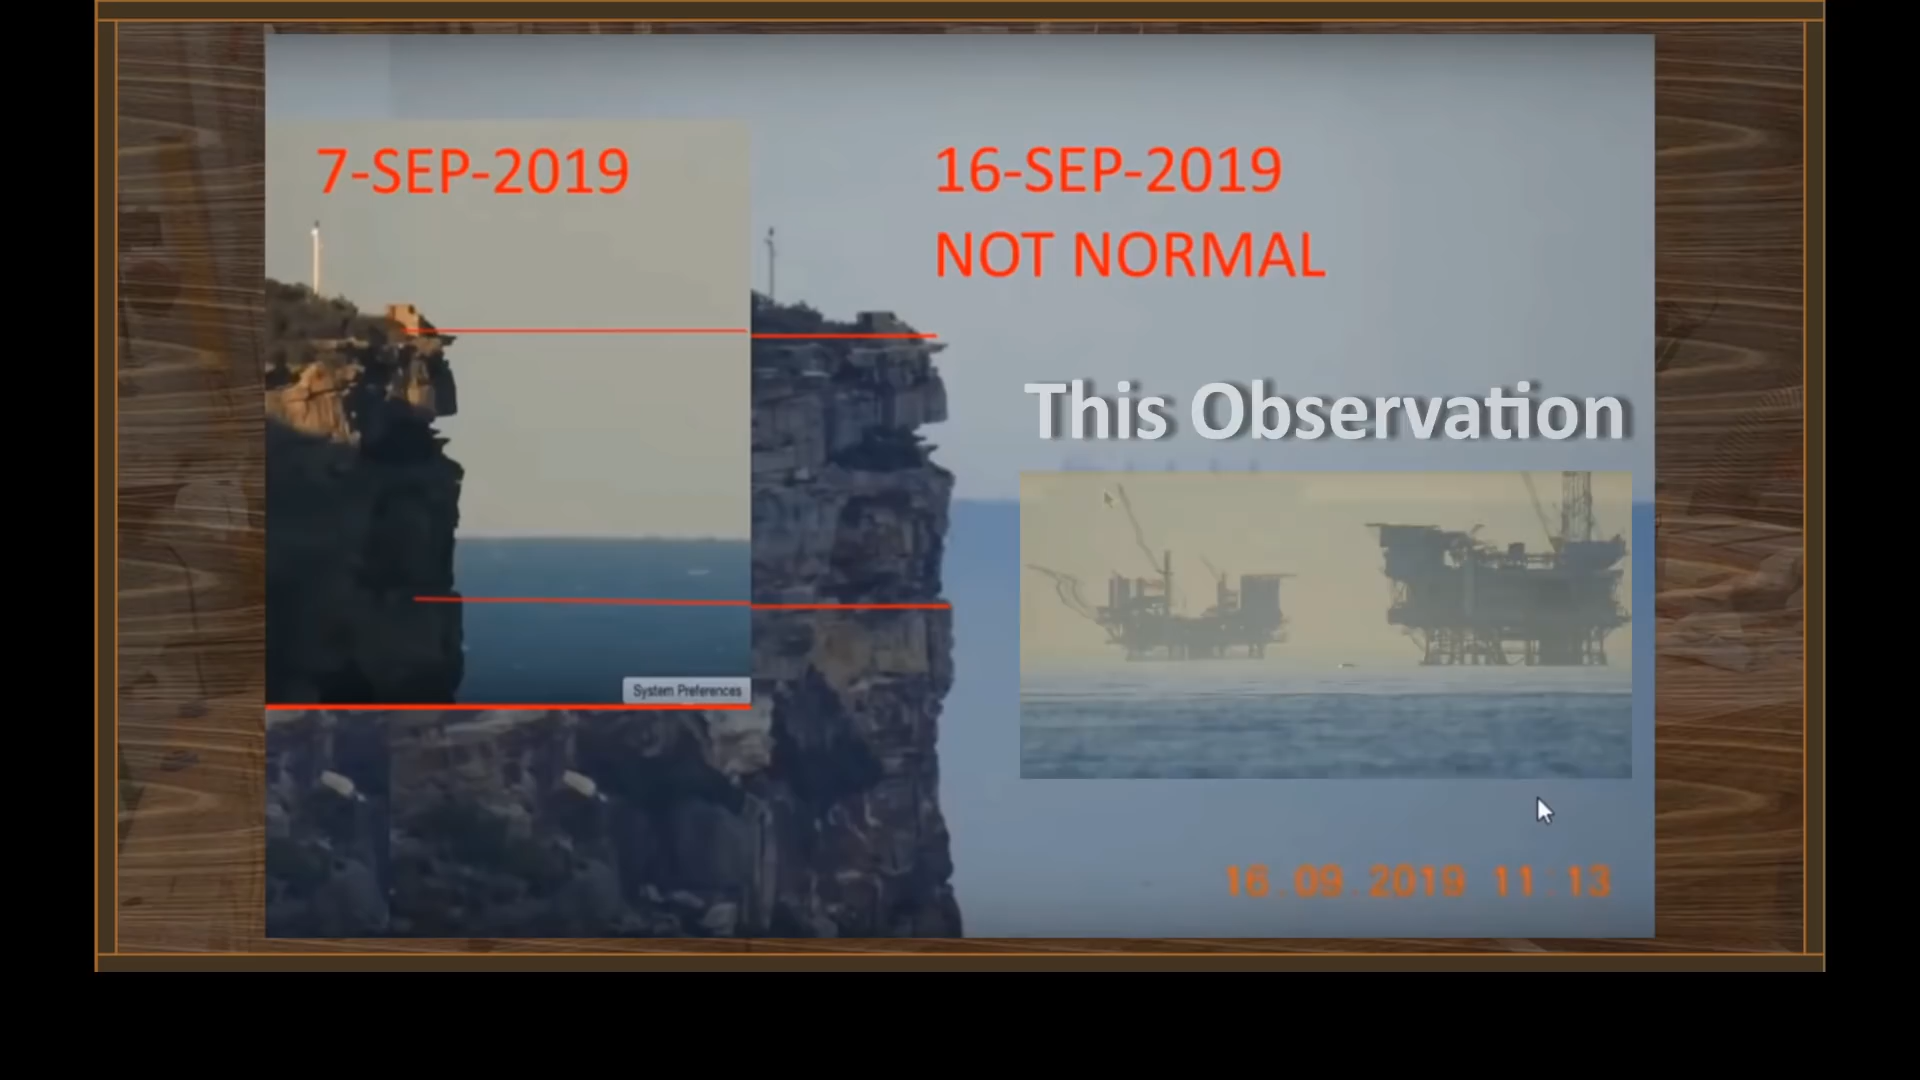 7-SEP-2019
16-SEP-2019
NOT NORMAL
This Observation
System Preferences
16.09.2019 11:13